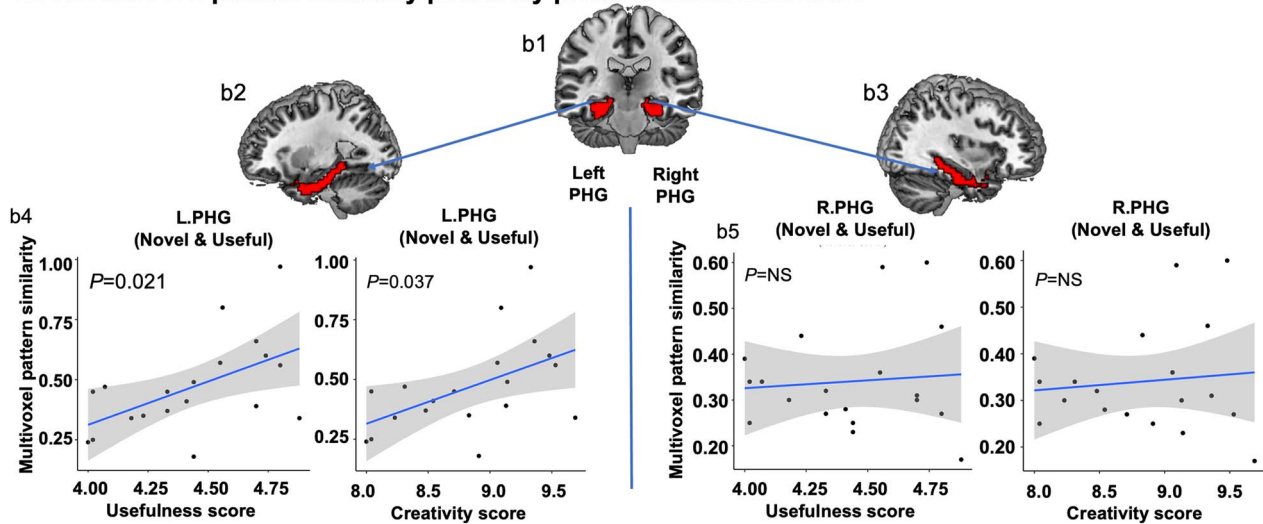 b1
b2
b3
Left
PHG
Right
PHG
b4
L.PHG
(Novel & Useful)
Multivoxel pattern similarity
1.00
0.75
0.50
0.25
P=0.021
4.00 4.25 4.50 4.75
Usefulness score
L.PHG
(Novel & Useful)
1.00
0.75
0.50
0.25
P=0.037
8.0 8.5 9.0 9.5
Creativity score
b5
R.PHG
(Novel & Useful)
Multivoxel pattern similarity
0.60
0.50
0.40
0.30
0.20
P=NS
4.00 4.25 4.50 4.75
Usefulness score
R.PHG
(Novel & Useful)
0.60
0.50
0.40
0.30
0.20
P=NS
8.0 8.5 9.0 9.5
Creativity score